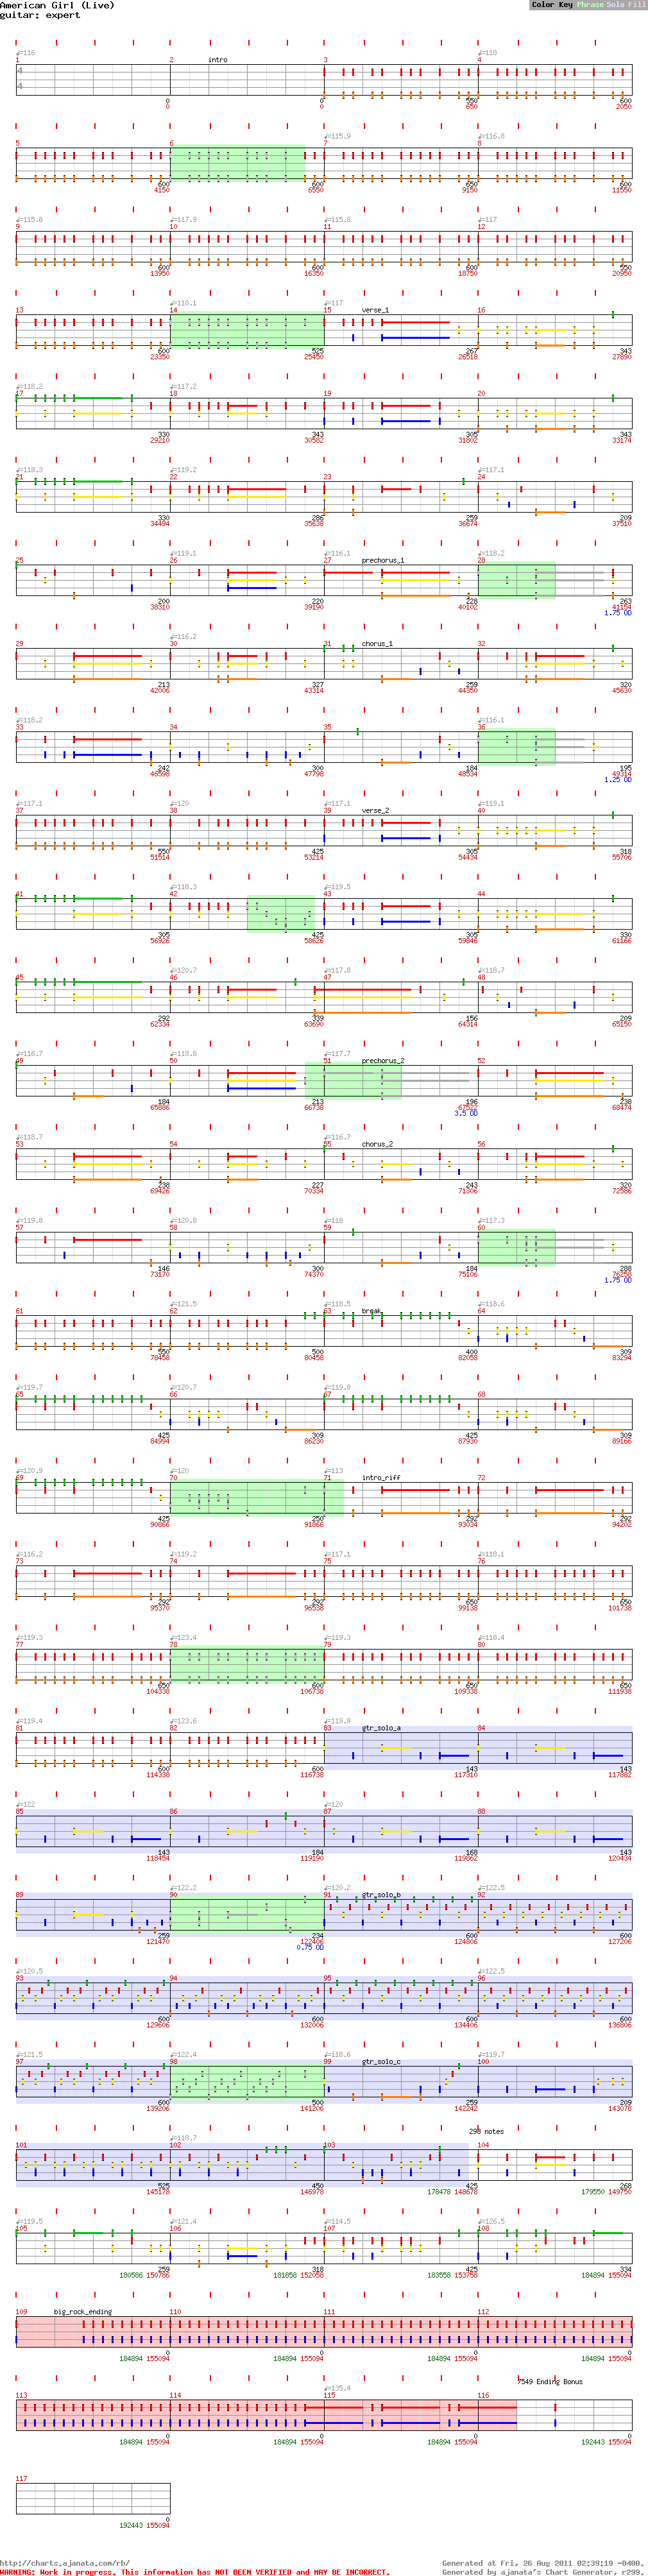 American Girl (Live)
guitar: expert
Color Key Phrase Solo Fill
♩=116 ♩=118
1 2 intro 3 4
0 0 550 600
0 0 650 2050
♩=115.9 ♩=116.8
5 6 7 8
600 600 650 600
4150 6550 9150 11550
♩=115.8 ♩=117.9 ♩=115.8 ♩=117
9 10 11 12
600 600 600 550
13950 16350 18750 20950
♩=118.1 ♩=117
13 14 15 verse_1 16
600 525 267 343
23350 25450 26518 27890
♩=118.2 ♩=117.2
17 18 19 20
330 343 305 343
29210 30582 31802 33174
♩=118.3 ♩=119.2 ♩=117.1
21 22 23 24
330 286 259 209
34494 35638 36674 37510
♩=119.1 ♩=116.1 ♩=118.2
25 26 27 prechorus_1 28
200 220 228 263
38310 39190 40102 41154
1.75 OD
♩=116.2
29 30 31 chorus_1 32
213 327 259 320
42006 43314 44350 45630
♩=118.2 ♩=116.1
33 34 35 36
242 300 184 195
46598 47798 48534 49314
1.25 OD
♩=117.1 ♩=120 ♩=117.1 ♩=119.1
37 38 39 verse_2 40
550 425 305 318
51514 53214 54434 55706
♩=118.3 ♩=119.5
41 42 43 44
305 425 305 330
56926 58626 59846 61166
♩=120.7 ♩=117.8 ♩=118.7
45 46 47 48
292 339 156 209
62334 63690 64314 65150
♩=116.7 ♩=118.8 ♩=117.7
49 50 51 prechorus_2 52
184 213 196 238
65886 66738 67522 68474
3.5 OD
♩=118.7 ♩=116.7
53 54 55 chorus_2 56
238 227 243 320
69426 70334 71306 72586
♩=119.8 ♩=120.8 ♩=118 ♩=117.3
57 58 59 60
146 300 184 288
73170 74370 75106 76258
1.75 OD
♩=121.5 ♩=118.5 ♩=118.6
61 62 63 break 64
550 500 400 309
78458 80458 82058 83294
♩=119.7 ♩=120.7 ♩=119.8
65 66 67 68
425 309 425 309
84994 86230 87930 89166
♩=120.9 ♩=120 ♩=113
69 70 71 intro_riff 72
425 250 292 292
90866 91866 93034 94202
♩=116.2 ♩=119.2 ♩=117.1 ♩=118.1
73 74 75 76
292 292 650 650
95370 96538 99138 101738
♩=119.3 ♩=123.4 ♩=119.3 ♩=118.4
77 78 79 80
650 600 650 650
104338 106738 109338 111938
♩=119.4 ♩=123.6 ♩=119.9
81 82 83 gtr_solo_a 84
600 600 143 143
114338 116738 117310 117882
♩=122 ♩=120
85 86 87 88
143 184 168 143
118454 119190 119862 120434
♩=122.2 ♩=120.2 ♩=122.5
89 90 91 gtr_solo_b 92
259 234 600 600
121470 122406 124806 127206
0.75 OD
♩=120.5 ♩=122.5
93 94 95 96
600 600 600 600
129606 132006 134406 136806
♩=121.5 ♩=122.4 ♩=118.6 ♩=119.7
97 98 99 gtr_solo_c 100
600 500 259 209
139206 141206 142242 143078
298 notes
♩=118.7
101 102 103 104
525 450 425 268
145178 146978 178478 148678 179550 149750
♩=119.5 ♩=121.4 ♩=114.5 ♩=126.5
105 106 107 108
259 318 425 334
180586 150786 181858 152058 183558 153758 184894 155094
109 big_rock_ending 110 111 112
0 0 0 0
184894 155094 184894 155094 184894 155094 184894 155094
7549 Ending Bonus
♩=135.4
113 114 115 116
0 0 0 0
184894 155094 184894 155094 184894 155094 192443 155094
117
0
192443 155094
http://charts.ajanata.com/rb/ Generated at Fri, 26 Aug 2011 02:39:19 -0400.
WARNING: Work in progress. This information has NOT BEEN VERIFIED and MAY BE INCORRECT. Generated by ajanata's Chart Generator, r299.